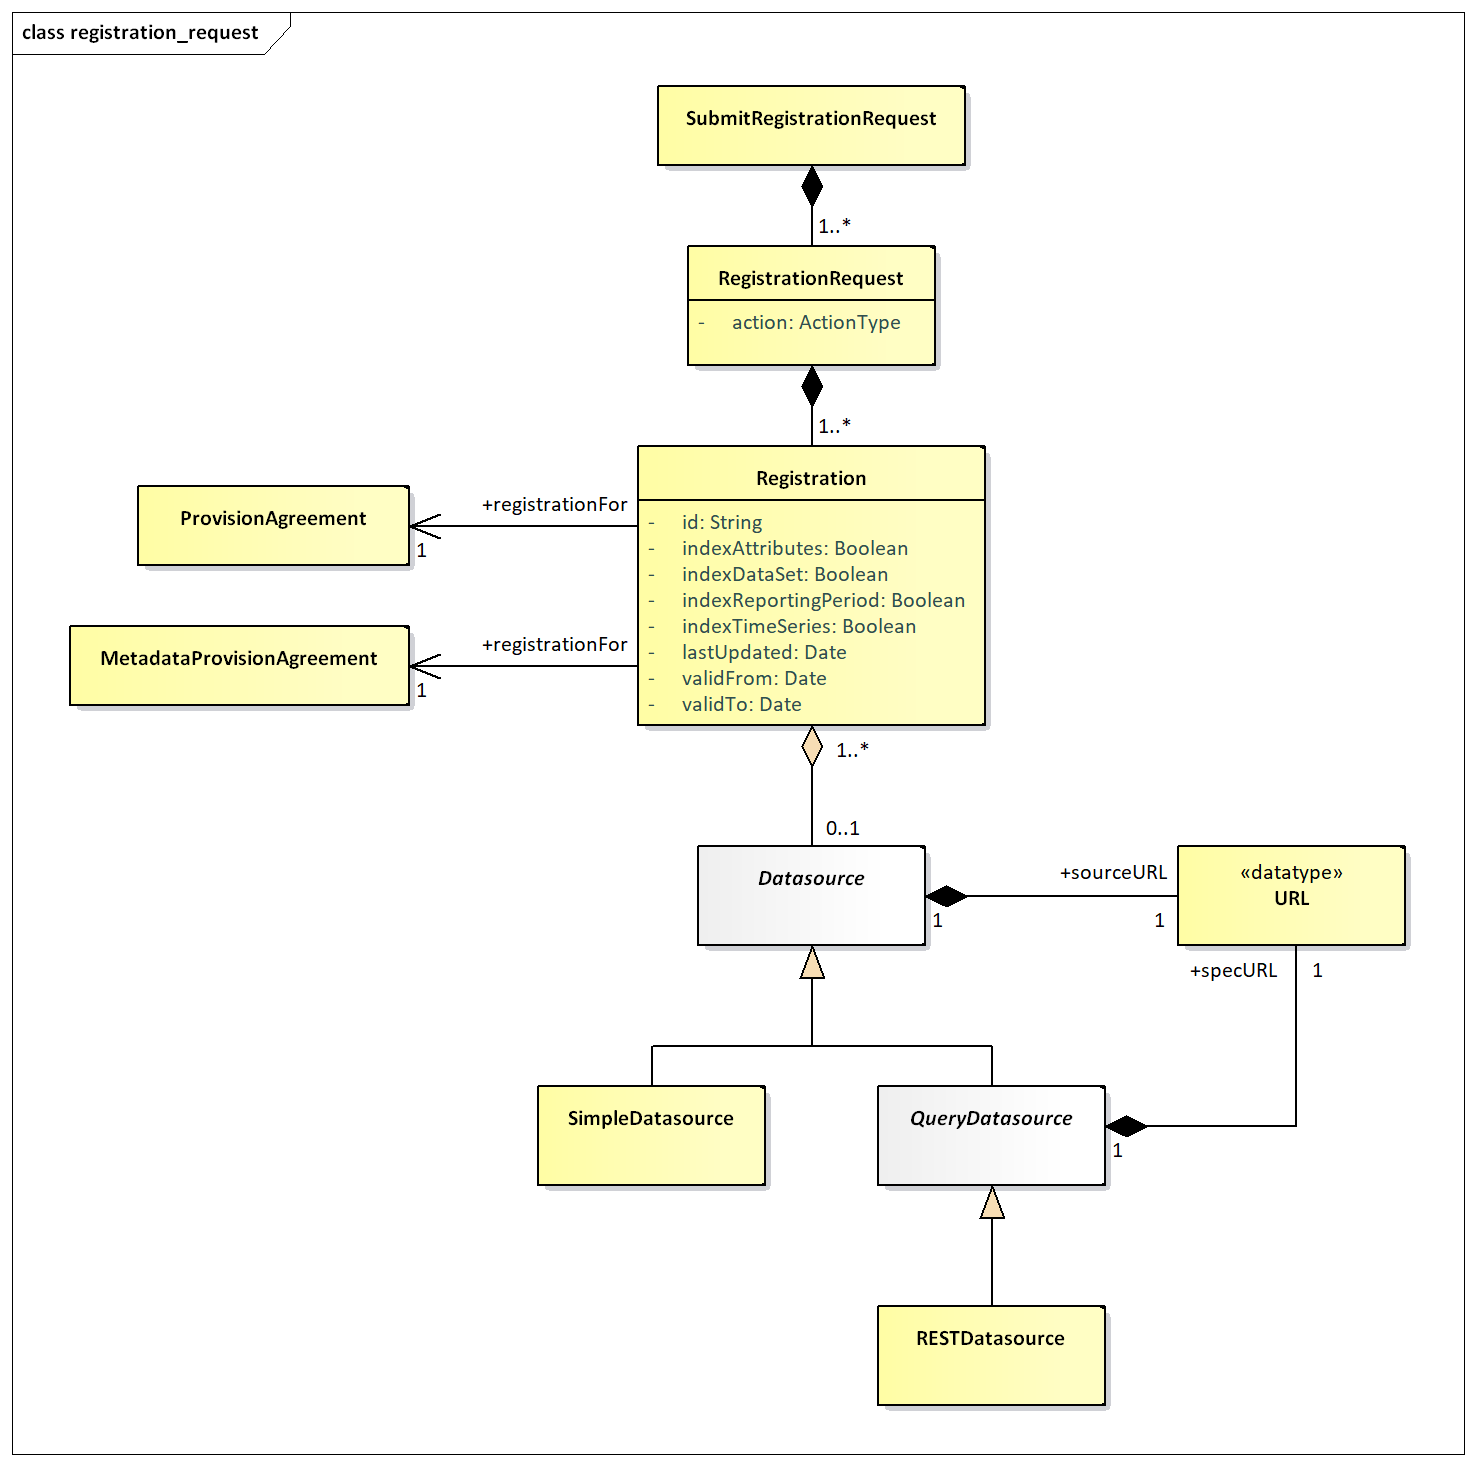 class registration_request
SubmitRegistrationRequest
1..*
RegistrationRequest
- action: ActionType
1..*
Registration
- id: String
- indexAttributes: Boolean
- indexDataSet: Boolean
- indexReportingPeriod: Boolean
- indexTimeSeries: Boolean
- lastUpdated: Date
- validFrom: Date
- validTo: Date
+registrationFor
ProvisionAgreement
1
+registrationFor
MetadataProvisionAgreement
1
1..*
0..1
Datasource
+sourceURL
1
1
«datatype»
URL
+specURL
1
SimpleDatasource
QueryDatasource
1
RESTDatasource